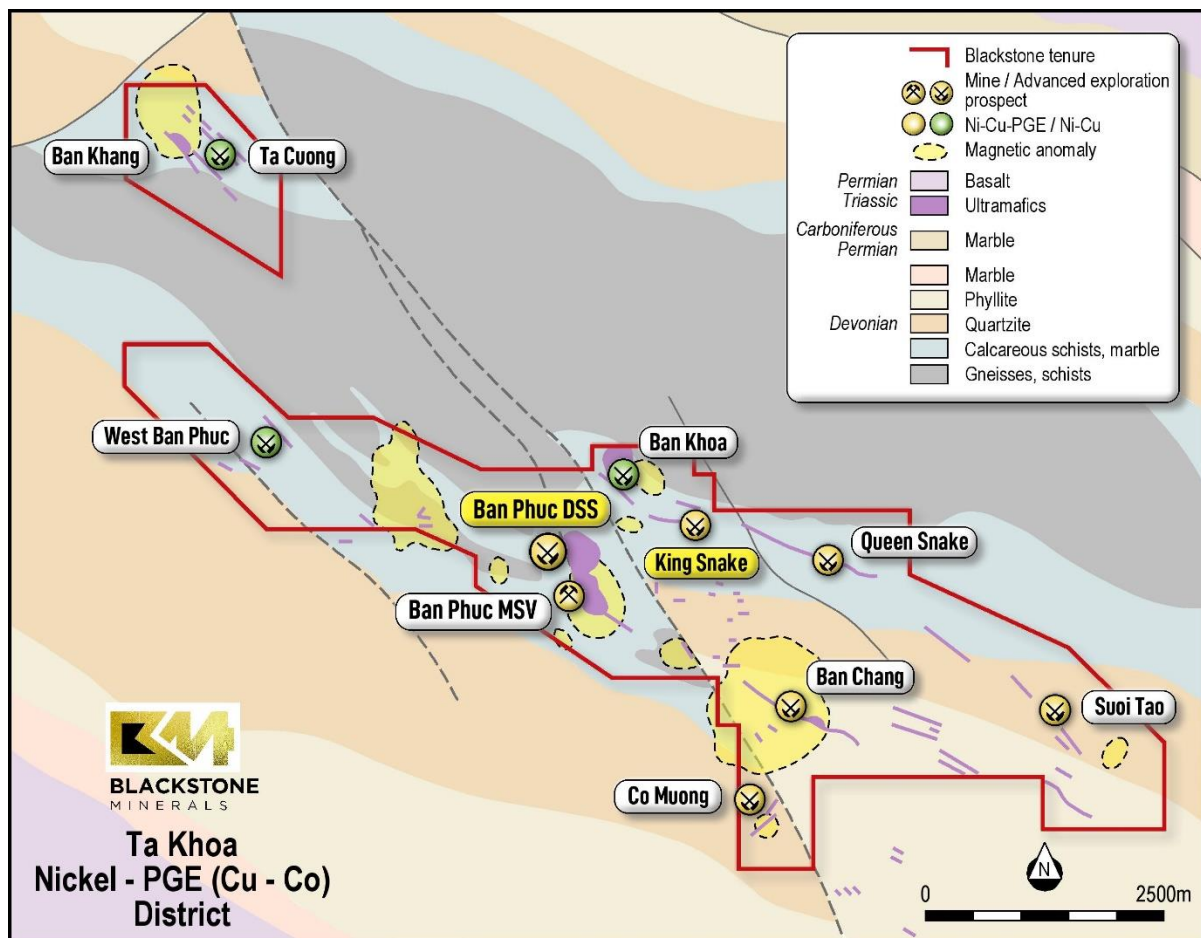 Blackstone tenure
Mine / Advanced exploration
prospect
Ni-Cu-PGE / Ni-Cu
Magnetic anomaly
Permian
Triassic
Basalt
Ultramafics
Carboniferous
Permian
Marble
Marble
Phyllite
Devonian
Quartzite
Calcareous schists, marble
Gneisses, schists
Ban Khang
Ta Cuong
West Ban Phuc
Ban Khoa
Ban Phuc DSS
King Snake
Queen Snake
Ban Phuc MSV
Ban Chang
Suoi Tao
Co Muong
BM
BLACKSTONE
MINERALS
Ta Khoa
Nickel - PGE (Cu - Co)
District
N
0
2500m